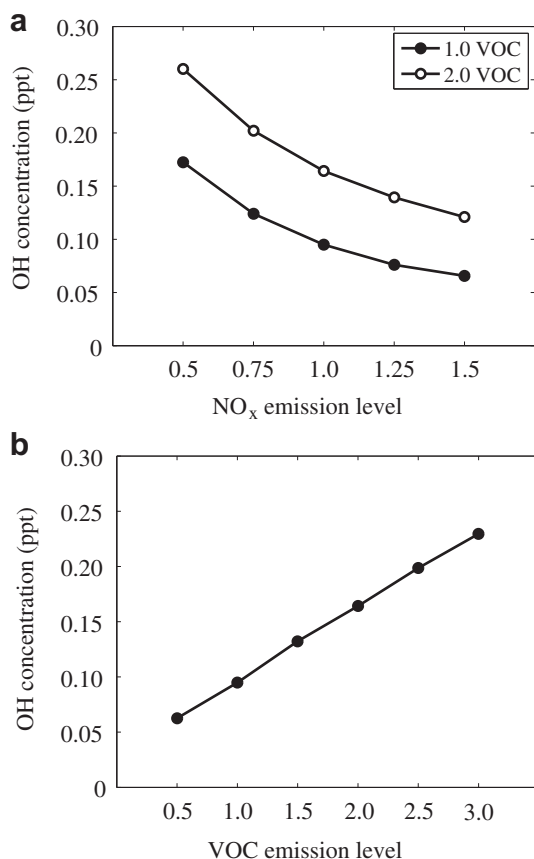 a
OH concentration (ppt)
0.30
0.25
0.20
0.15
0.10
0.05
0
1.0 VOC
2.0 VOC
0.5 0.75 1.0 1.25 1.5
NOx emission level
b
OH concentration (ppt)
0.30
0.25
0.20
0.15
0.10
0.05
0
0.5 1.0 1.5 2.0 2.5 3.0
VOC emission level